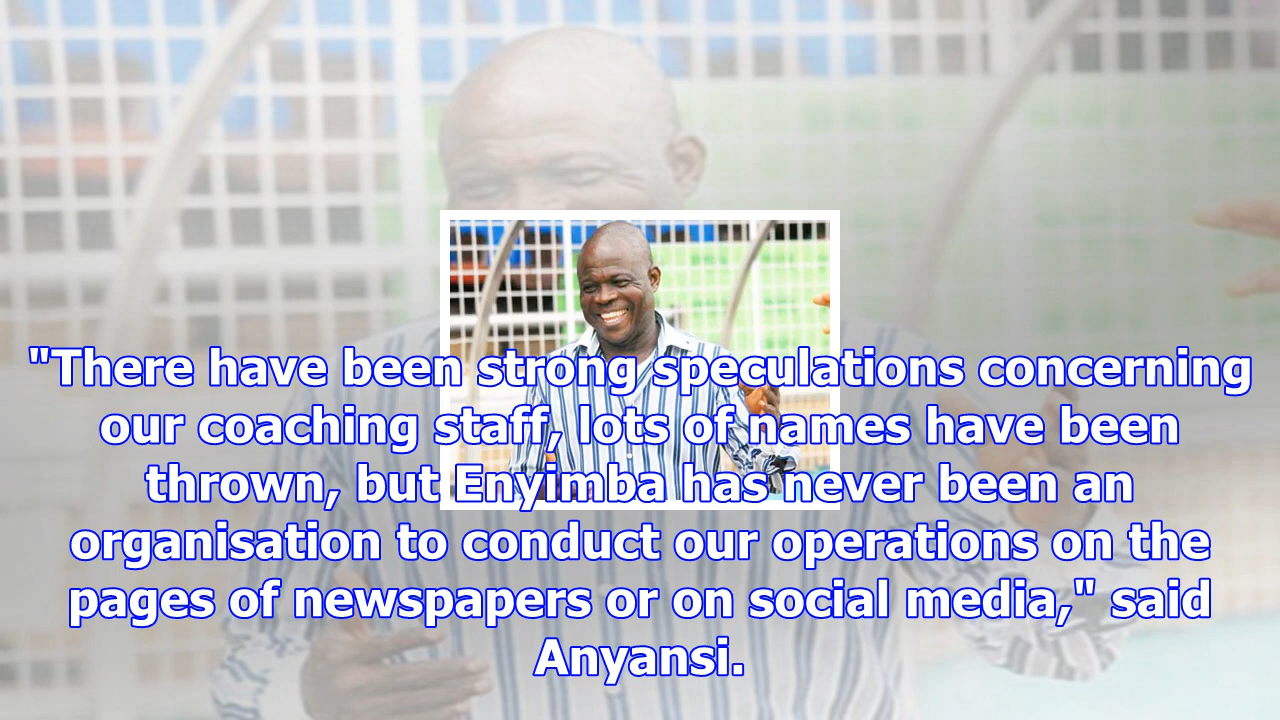 "There have been strong speculations concerning
our coaching staff, lots of names have been
thrown, but Enyimba has never been an
organisation to conduct our operations on the
pages of newspapers or on social media," said
Anyansi.